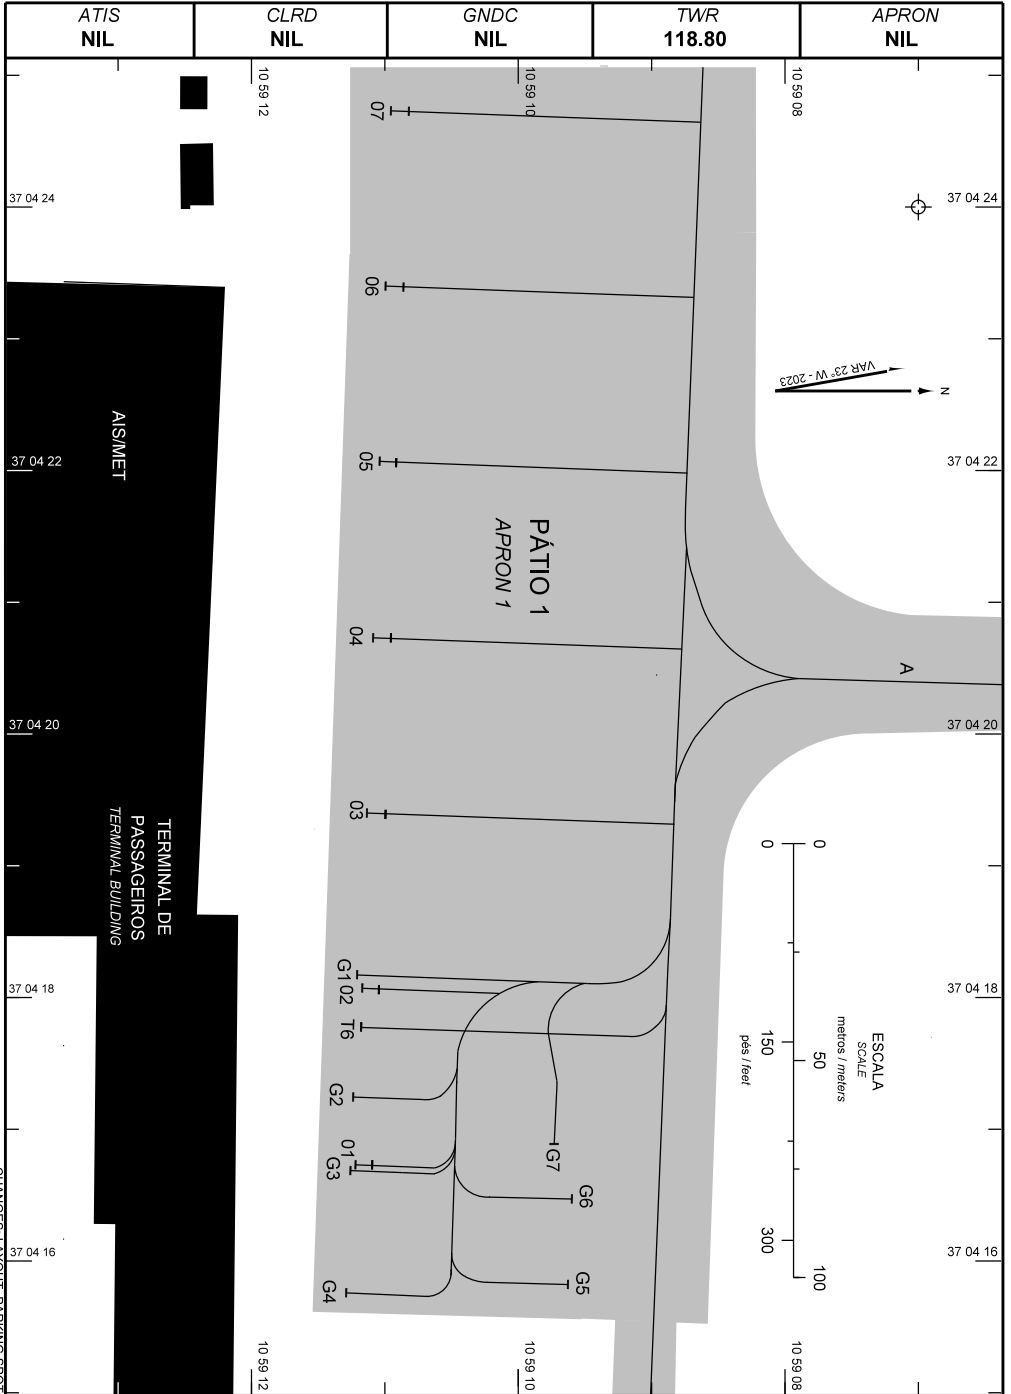 ATIS
NIL
CLRD
NIL
GNDC
NIL
TWR
118.80
APRON
NIL
10 59 12
10 59 10
10 59 08
07
37 04 24
37 04 24
06
VAR 23° W - 2023
N
AIS/MET
05
37 04 22
37 04 22
PÁTIO 1
APRON 1
04
A
37 04 20
37 04 20
03
TERMINAL DE
PASSAGEIROS
TERMINAL BUILDING
0
0
G1
02
37 04 18
37 04 18
T6
ESCALA
SCALE
metros / meters
50
150
pés / feet
G2
01
G3
G7
G6
300
100
37 04 16
37 04 16
G5
G4
10 59 12
10 59 10
10 59 08
CHANGES: LAYOUT, PARKING SPOT